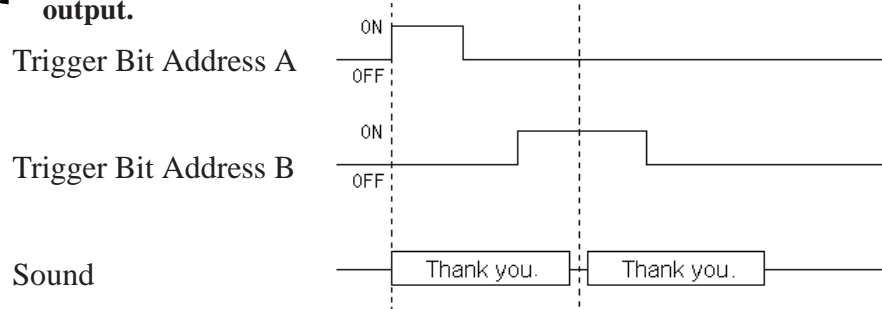 output.
ON
Trigger Bit Address A
OFF
ON
Trigger Bit Address B
OFF
Sound
Thank you.
Thank you.